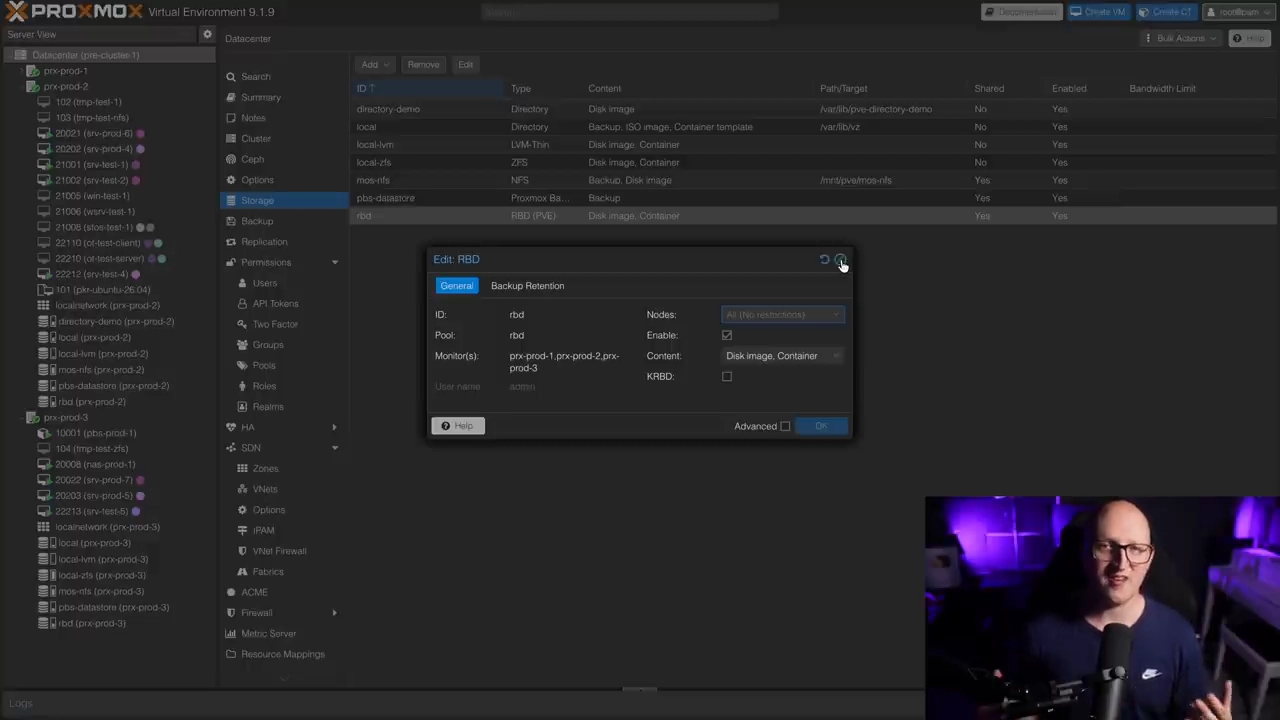 PROXMOX Virtual Environment 9.1.9
Search
Documentation
Create VM
Create CT
root@pam
Server View
Datacenter
Bulk Actions
Help
Datacenter (pre-cluster-1)
prx-prod-1
prx-prod-2
102 (tmp-test-1)
103 (tmp-test-nfs)
20021 (srv-prod-6)
20202 (srv-prod-4)
21001 (srv-test-1)
21002 (srv-test-2)
21005 (win-test-1)
21006 (wsrv-test-1)
21008 (sfos-test-1)
22110 (ot-test-client)
22210 (ot-test-server)
22212 (srv-test-4)
101 (pkr-ubuntu-26.04)
localnetwork (prx-prod-2)
directory-demo (prx-prod-2)
local (prx-prod-2)
local-lvm (prx-prod-2)
mos-nfs (prx-prod-2)
pbs-datastore (prx-prod-2)
rbd (prx-prod-2)
prx-prod-3
10001 (pbs-prod-1)
104 (tmp-test-zfs)
20008 (nas-prod-1)
20022 (srv-prod-7)
20203 (srv-prod-5)
22213 (srv-test-5)
localnetwork (prx-prod-3)
local (prx-prod-3)
local-lvm (prx-prod-3)
local-zfs (prx-prod-3)
mos-nfs (prx-prod-3)
pbs-datastore (prx-prod-3)
rbd (prx-prod-3)
Search
Summary
Notes
Cluster
Ceph
Options
Storage
Backup
Replication
Permissions
Users
API Tokens
Two Factor
Groups
Pools
Roles
Realms
HA
SDN
Zones
VNets
Options
IPAM
VNet Firewall
Fabrics
ACME
Firewall
Metric Server
Resource Mappings
Add
Remove
Edit
ID ↑ Type Content Path/Target Shared Enabled Bandwidth Limit
directory-demo Directory Disk image /var/lib/pve-directory-demo No Yes
local Directory Backup, ISO image, Container template /var/lib/vz No Yes
local-lvm LVM-Thin Disk image, Container No Yes
local-zfs ZFS Disk image, Container No Yes
mos-nfs NFS Backup, Disk image /mnt/pve/mos-nfs Yes Yes
pbs-datastore Proxmox Ba... Backup Yes Yes
rbd RBD (PVE) Disk image, Container Yes Yes
Edit: RBD
General
Backup Retention
ID: rbd
Pool: rbd
Monitor(s): prx-prod-1,prx-prod-2,prx-
prod-3
User name admin
Nodes: All (No restrictions)
Enable:
Content: Disk image, Container
KRBD:
Help
Advanced
OK
Logs